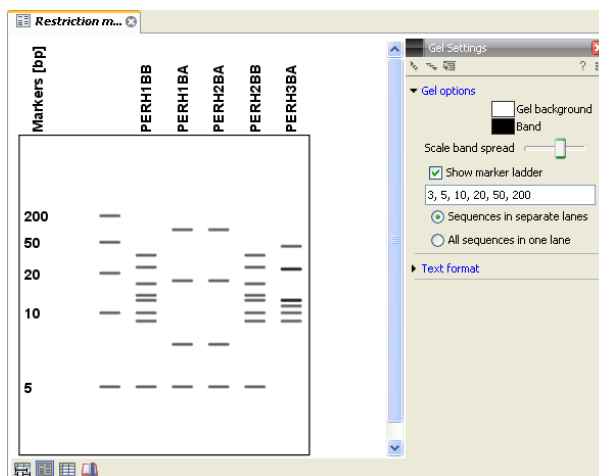 Restriction m...
Markers [bp]
PERH1BB
PERH1BA
PERH2BA
PERH2BB
PERH3BA
200
50
20
10
5
Gel Settings
?
Gel options
Gel background
Band
Scale band spread
Show marker ladder
3, 5, 10, 20, 50, 200
Sequences in separate lanes
All sequences in one lane
Text format